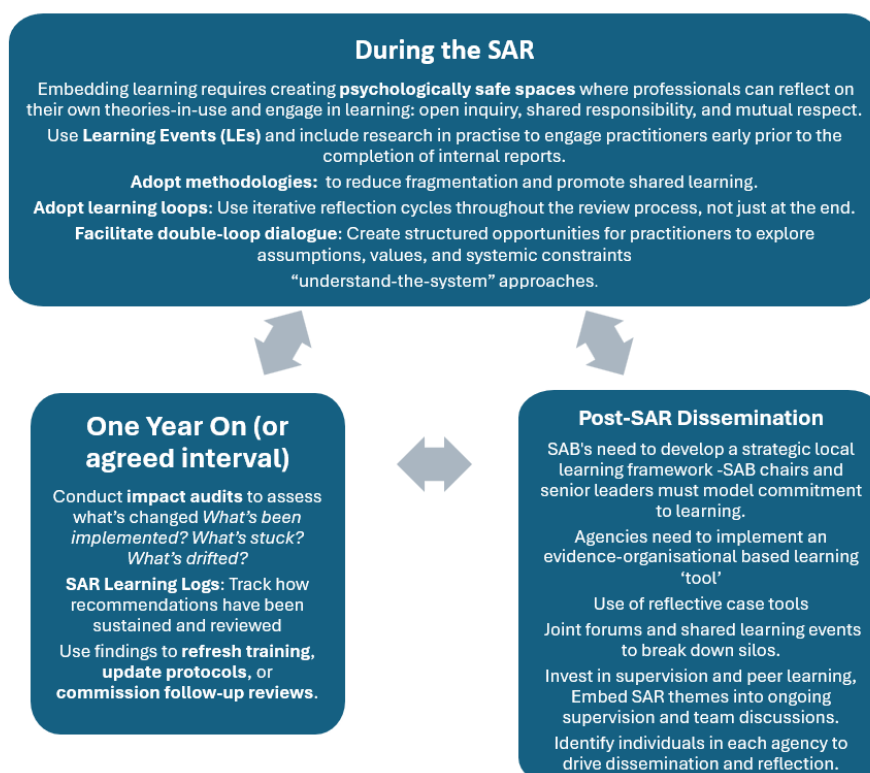 During the SAR
Embedding learning requires creating psychologically safe spaces where professionals can reflect on
their own theories-in-use and engage in learning: open inquiry, shared responsibility, and mutual respect.
Use Learning Events (LEs) and include research in practise to engage practitioners early prior to the
completion of internal reports.
Adopt methodologies: to reduce fragmentation and promote shared learning.
Adopt learning loops: Use iterative reflection cycles throughout the review process, not just at the end.
Facilitate double-loop dialogue: Create structured opportunities for practitioners to explore
assumptions, values, and systemic constraints
“understand-the-system” approaches.
One Year On (or
agreed interval)
Conduct impact audits to assess
what’s changed What’s been
implemented? What’s stuck?
What’s drifted?
SAR Learning Logs: Track how
recommendations have been
sustained and reviewed
Use findings to refresh training,
update protocols, or
commission follow-up reviews.
Post-SAR Dissemination
SAB's need to develop a strategic local
learning framework -SAB chairs and
senior leaders must model commitment
to learning.
Agencies need to implement an
evidence-organisational based learning
‘tool’
Use of reflective case tools
Joint forums and shared learning events
to break down silos.
Invest in supervision and peer learning,
Embed SAR themes into ongoing
supervision and team discussions.
Identify individuals in each agency to
drive dissemination and reflection.